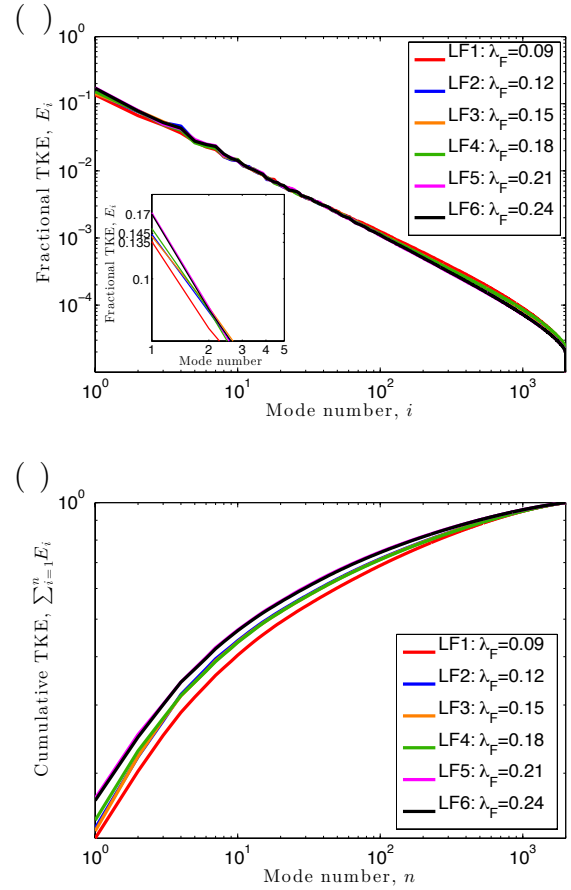 ( )
10^0
10^-1
10^-2
10^-3
10^-4
Fractional TKE, E_i
LF1: λ_F=0.09
LF2: λ_F=0.12
LF3: λ_F=0.15
LF4: λ_F=0.18
LF5: λ_F=0.21
LF6: λ_F=0.24
0.17
0.145
0.135
0.1
Fractional TKE, E_i
1 2 3 4 5
Mode number
10^0 10^1 10^2 10^3
Mode number, i
( )
10^0
Cumulative TKE, ∑_{i=1}^{n} E_i
LF1: λ_F=0.09
LF2: λ_F=0.12
LF3: λ_F=0.15
LF4: λ_F=0.18
LF5: λ_F=0.21
LF6: λ_F=0.24
10^0 10^1 10^2 10^3
Mode number, n